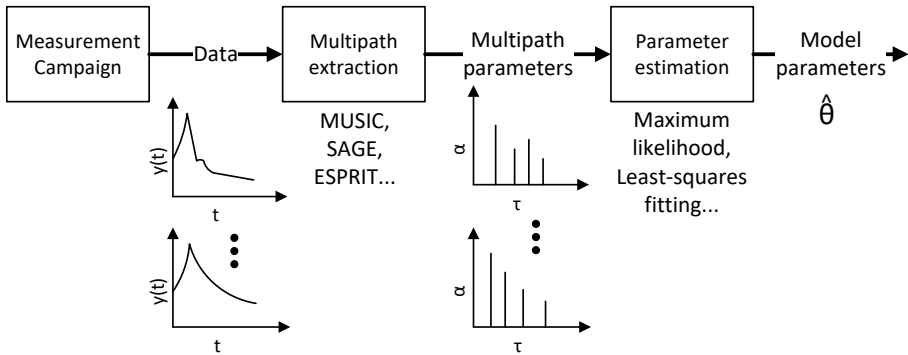 Measurement
Campaign
Data
Multipath
extraction
Multipath
parameters
Parameter
estimation
Model
parameters
θ̂
MUSIC,
SAGE,
ESPRIT...
Maximum
likelihood,
Least-squares
fitting...
y(t)
t
α
τ
y(t)
t
α
τ